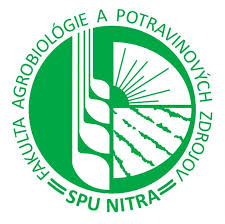 FAKULTA AGROBIOLÓGIE A POTRAVINOVÝCH ZDROJOV
SPU NITRA